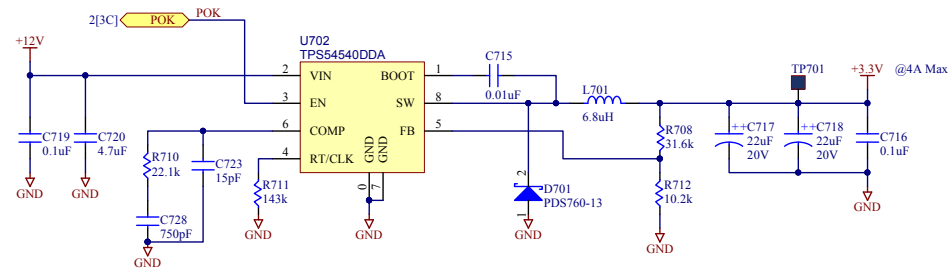 2[3C]
POK
POK
+12V
U702
TPS54540DDA
2
VIN
BOOT
1
3
EN
SW
8
6
COMP
FB
5
4
RT/CLK
GND
GND
0
7
GND
C715
0.01uF
L701
6.8uH
TP701
+3.3V
@4A Max
C719
0.1uF
GND
C720
4.7uF
GND
R710
22.1k
C723
15pF
C728
750pF
GND
R711
143k
GND
2
D701
PDS760-13
1
GND
R708
31.6k
R712
10.2k
GND
++C717
22uF
20V
++C718
22uF
20V
C716
0.1uF
GND